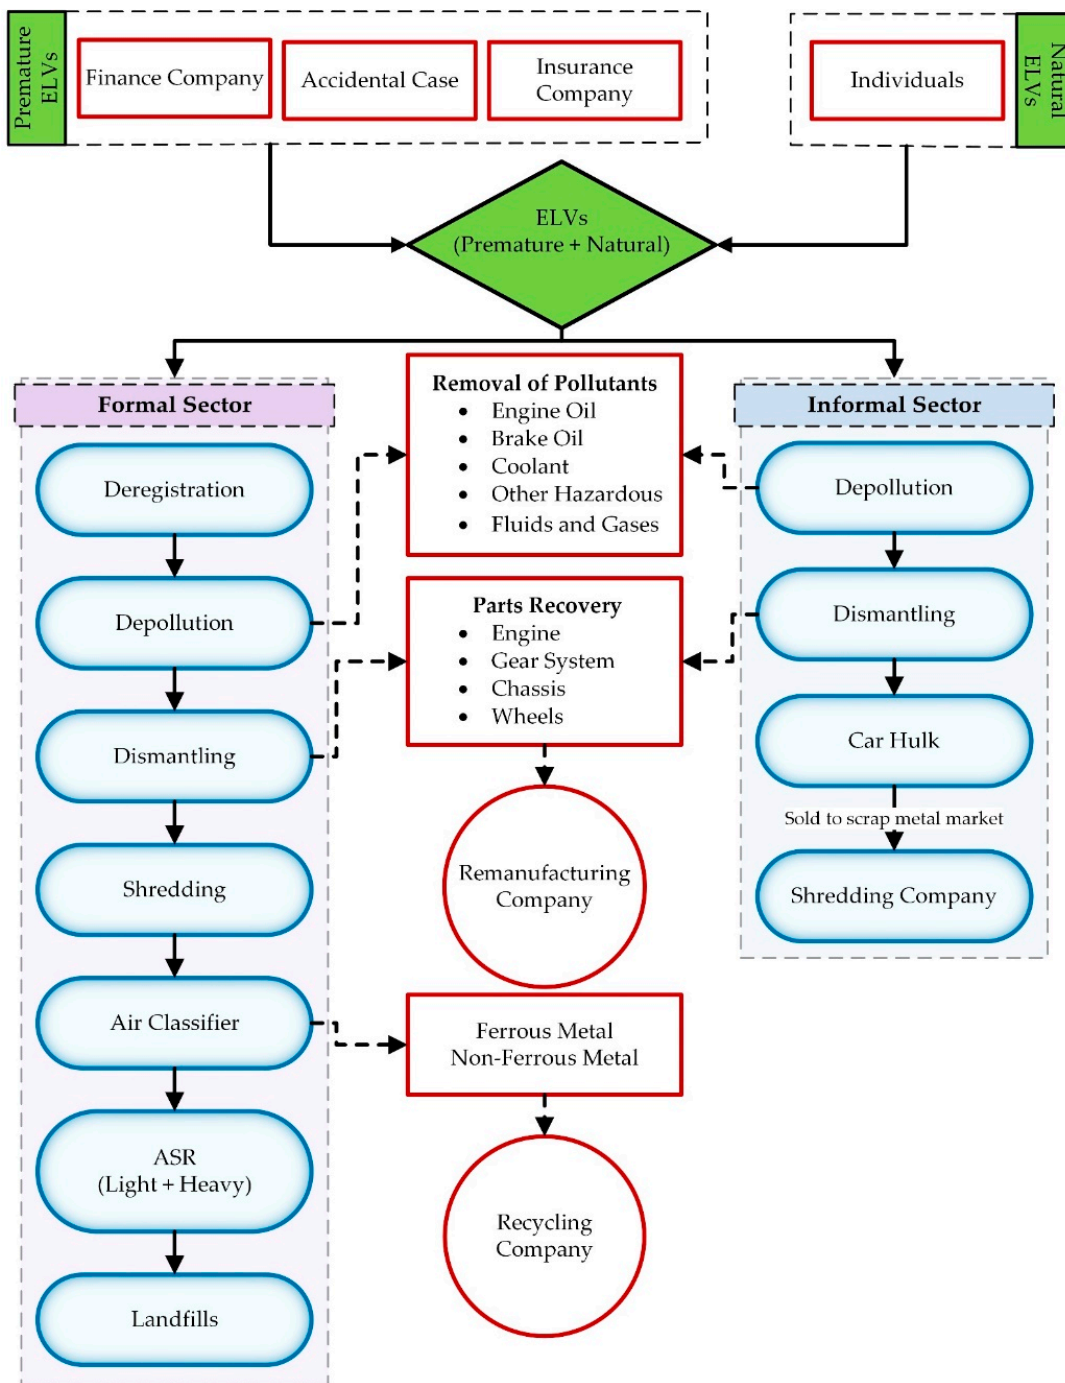 Premature
ELVs
Finance Company
Accidental Case
Insurance
Company
Individuals
Natural
ELVs
ELVs
(Premature + Natural)
Formal Sector
Deregistration
Depollution
Dismantling
Shredding
Air Classifier
ASR
(Light + Heavy)
Landfills
Removal of Pollutants
• Engine Oil
• Brake Oil
• Coolant
• Other Hazardous
• Fluids and Gases
Parts Recovery
• Engine
• Gear System
• Chassis
• Wheels
Remanufacturing
Company
Ferrous Metal
Non-Ferrous Metal
Recycling
Company
Informal Sector
Depollution
Dismantling
Car Hulk
Sold to scrap metal market
Shredding Company